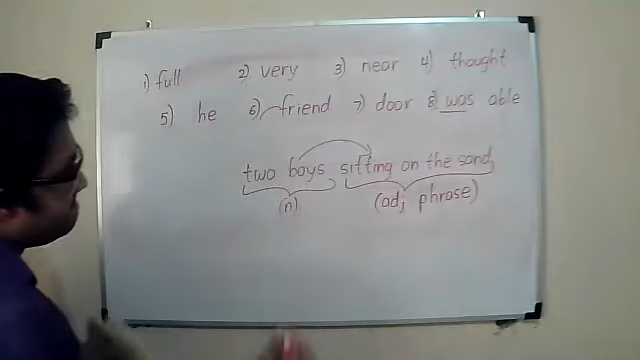 1) full 2) very 3) near 4) thought
5) he 6) friend 7) door 8) was able
two boys sitting on the sand,
(n) (adj phrase)